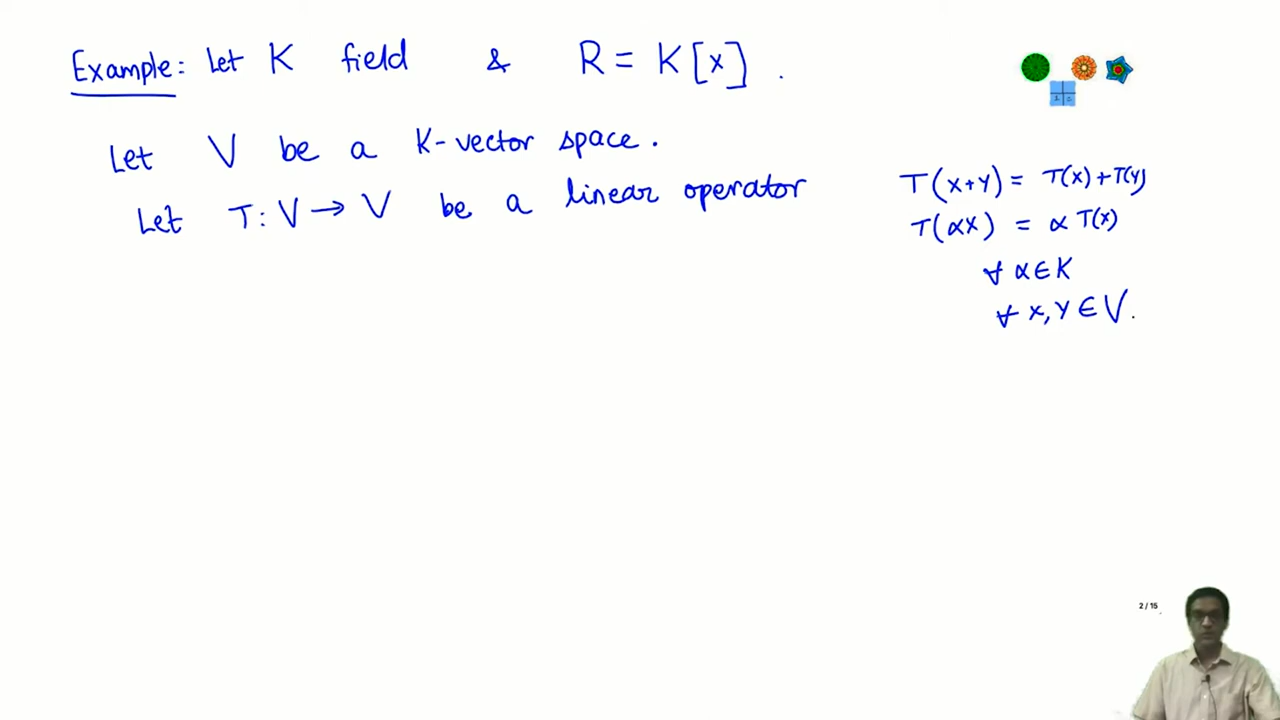 Example: Let K field & R = K[x].
Let V be a K-vector space.
Let T: V → V be a linear operator
T(x+y) = T(x)+T(y)
T(αx) = α T(x)
∀ α∈K
∀ x, y ∈ V.
2 / 15